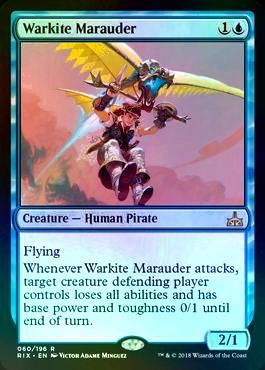 Warkite Marauder 1
Creature — Human Pirate
Flying
Whenever Warkite Marauder attacks,
target creature defending player
controls loses all abilities and has
base power and toughness 0/1 until
end of turn.
2/1
060/196 R
RIX • EN Victor Adame Minguez
™ & © 2018 Wizards of the Coast